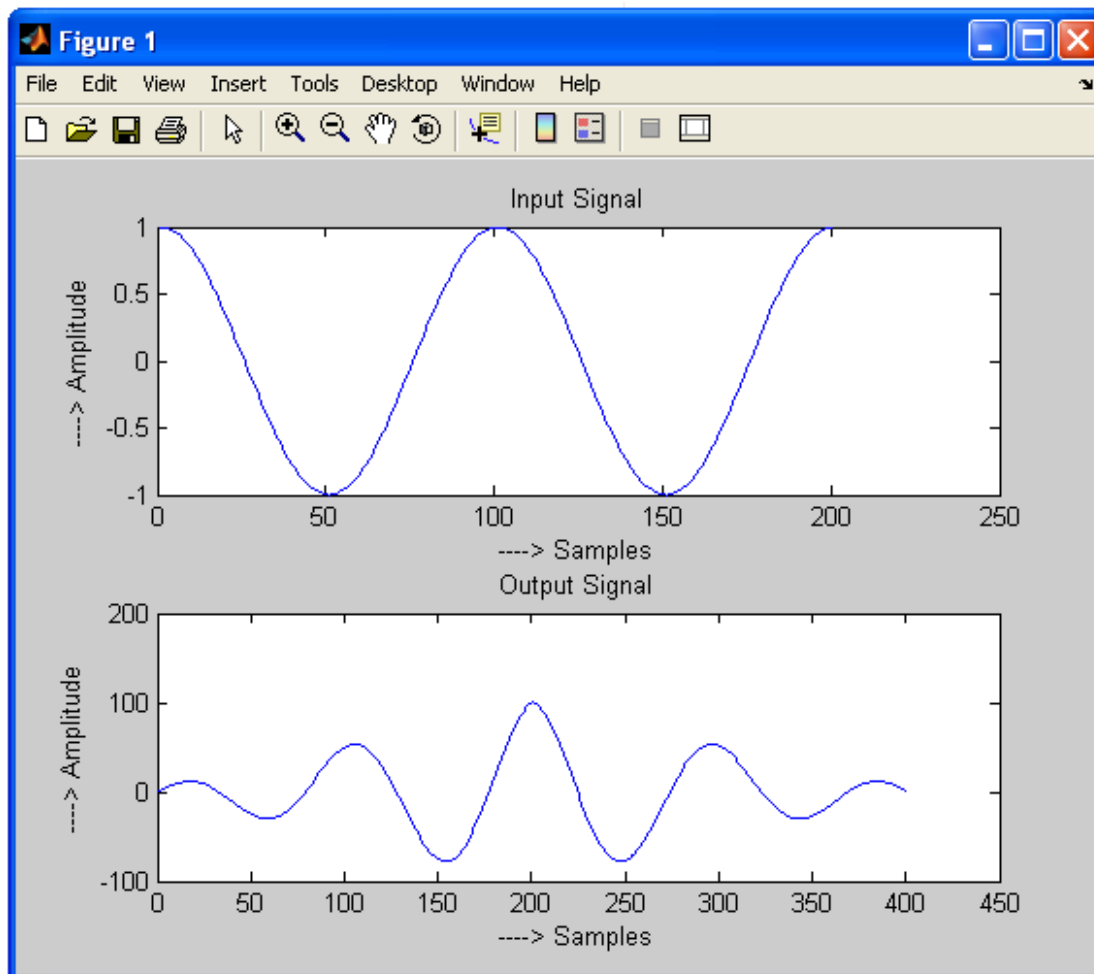 Figure 1
File Edit View Insert Tools Desktop Window Help
Input Signal
----> Amplitude
1
0.5
0
-0.5
-1
0 50 100 150 200 250
----> Samples
Output Signal
----> Amplitude
200
100
0
-100
0 50 100 150 200 250 300 350 400 450
----> Samples